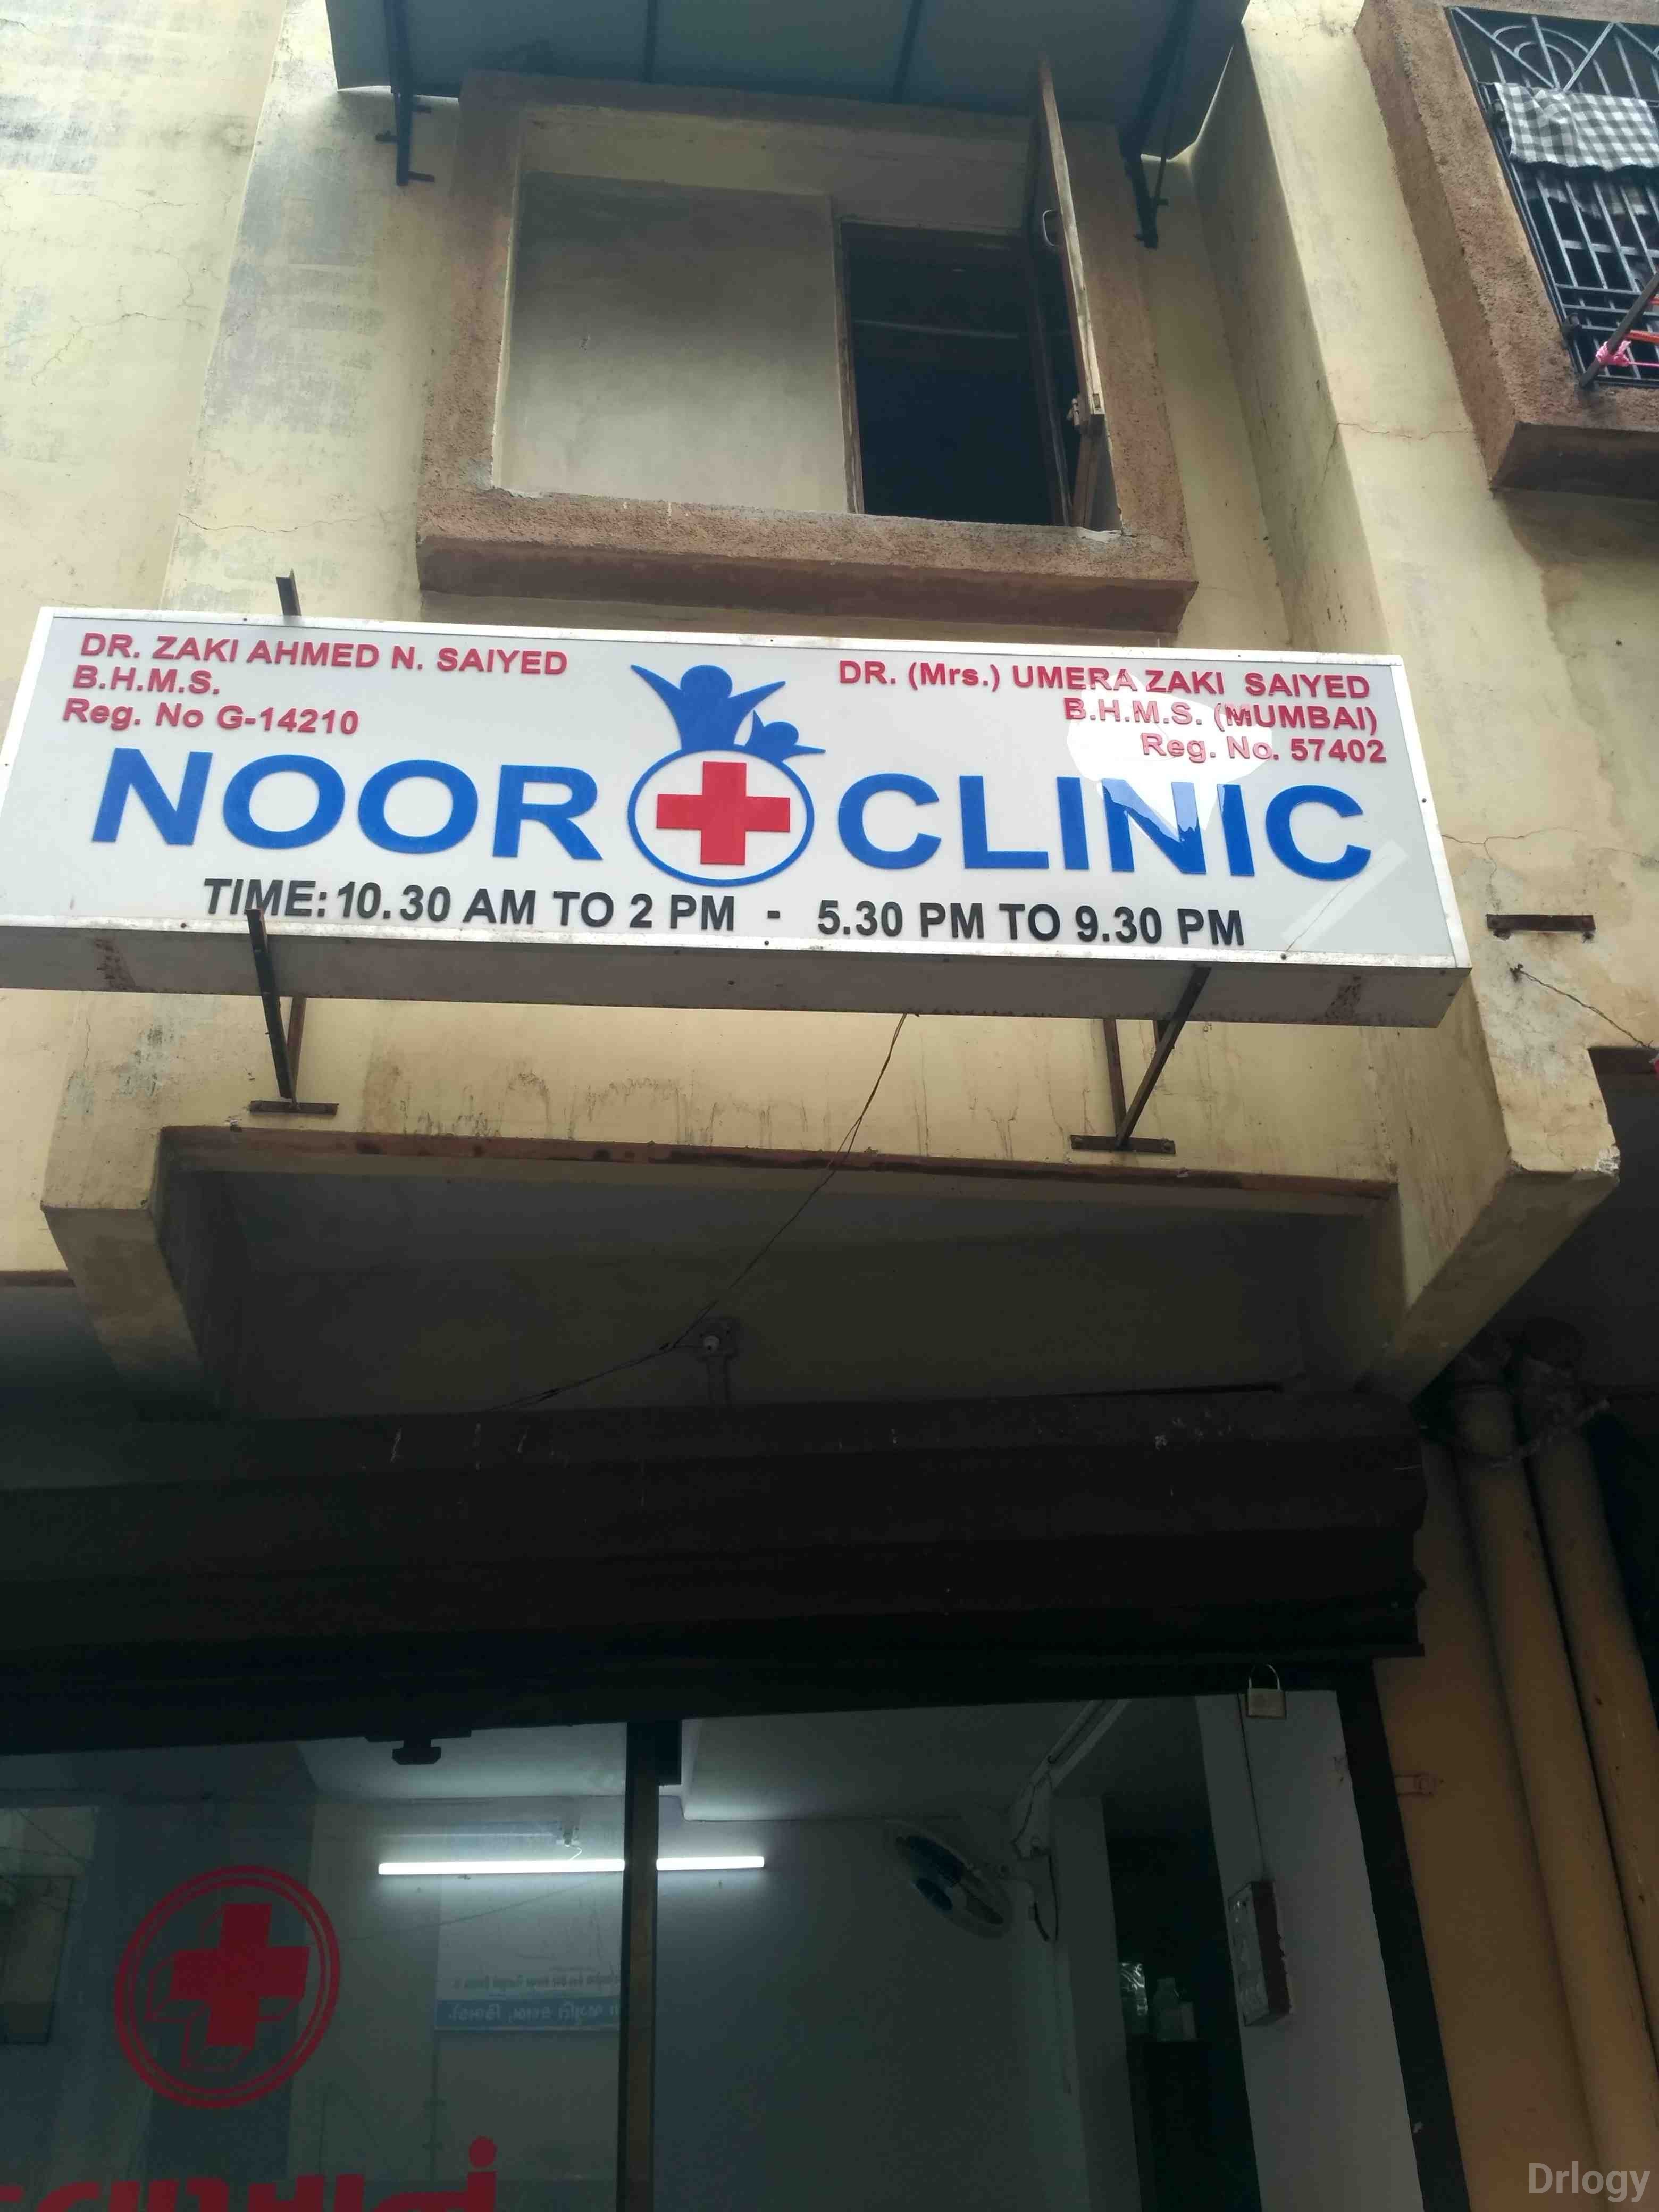 DR. ZAKI AHMED N. SAIYED
B.H.M.S.
Reg. No G-14210
DR. (Mrs.) UMERA ZAKI SAIYED
B.H.M.S. (MUMBAI)
Reg. No. 57402
NOOR CLINIC
TIME: 10.30 AM TO 2 PM - 5.30 PM TO 9.30 PM
Drlogy